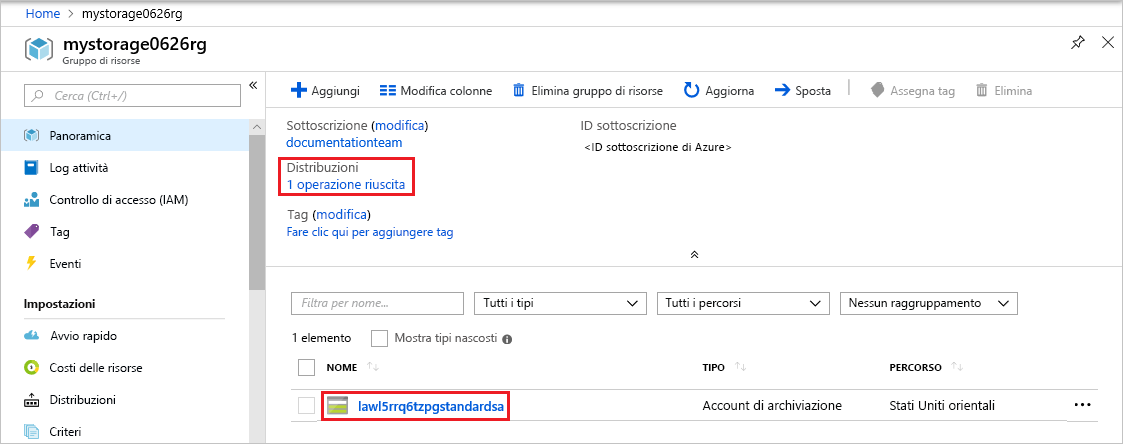 Home > mystorage0626rg
mystorage0626rg
Gruppo di risorse
Cerca (Ctrl+/)
«
Panoramica
Log attività
Controllo di accesso (IAM)
Tag
Eventi
Impostazioni
Avvio rapido
Costi delle risorse
Distribuzioni
Criteri
Aggiungi Modifica colonne Elimina gruppo di risorse Aggiorna Sposta Assegna tag Elimina
Sottoscrizione (modifica)
documentationteam
ID sottoscrizione
<ID sottoscrizione di Azure>
Distribuzioni
1 operazione riuscita
Tag (modifica)
Fare clic qui per aggiungere tag
Filtra per nome... Tutti i tipi Tutti i percorsi Nessun raggruppamento
1 elemento Mostra tipi nascosti
NOME TIPO PERCORSO
lawl5rrq6tzpgstandardsa Account di archiviazione Stati Uniti orientali